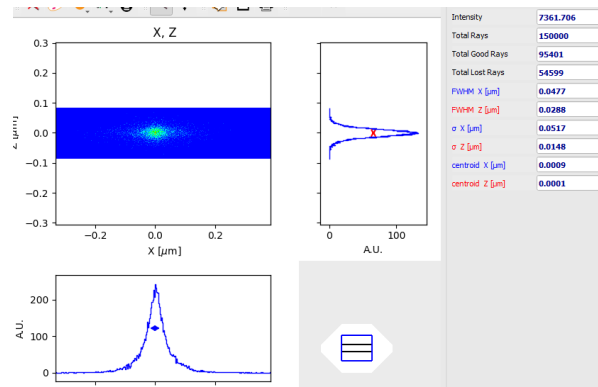 X, Z
0.3
0.2
0.1
0.0
−0.1
−0.2
−0.3
Z [µm]
−0.2 0.0 0.2
X [µm]
0 100
A.U.
200
100
0
A.U.
Intensity 7361.706
Total Rays 150000
Total Good Rays 95401
Total Lost Rays 54599
FWHM X [µm] 0.0477
FWHM Z [µm] 0.0288
σ X [µm] 0.0517
σ Z [µm] 0.0148
centroid X [µm] 0.0009
centroid Z [µm] 0.0001